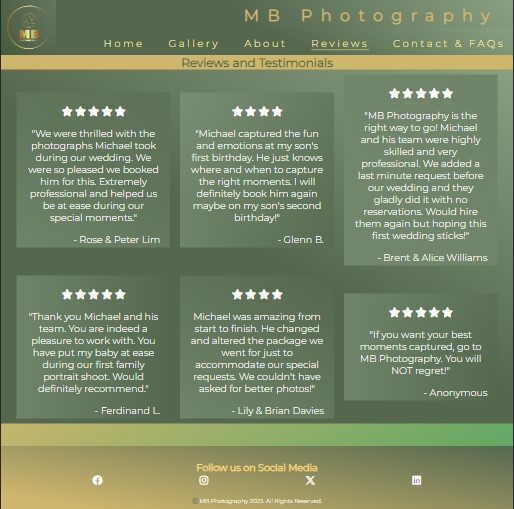 MB
MB Photography
Home Gallery About Reviews Contact & FAQs
Reviews and Testimonials
"We were thrilled with the
photographs Michael took
during our wedding. We
were so pleased we booked
him for this. Extremely
professional and helped us
be at ease during our
special moments."
- Rose & Peter Lim
"Michael captured the fun
and emotions at my son's
first birthday. He just knows
where and when to capture
the right moments. I will
definitely book him again
maybe on my son's second
birthday!"
- Glenn B.
"MB Photography is the
right way to go! Michael
and his team were highly
skilled and very
professional. We added a
last minute request before
our wedding and they
gladly did it with no
reservations. Would hire
them again but hoping this
first wedding sticks!"
- Brent & Alice Williams
"Thank you Michael and his
team. You are indeed a
pleasure to work with. You
have put my baby at ease
during our first family
portrait shoot. Would
definitely recommend."
- Ferdinand L.
Michael was amazing from
start to finish. He changed
and altered the package we
went for just to
accommodate our special
requests. We couldn't have
asked for better photos!"
- Lily & Brian Davies
"If you want your best
moments captured, go to
MB Photography. You will
NOT regret!"
- Anonymous
Follow us on Social Media
© MB Photography 2023. All Rights Reserved.